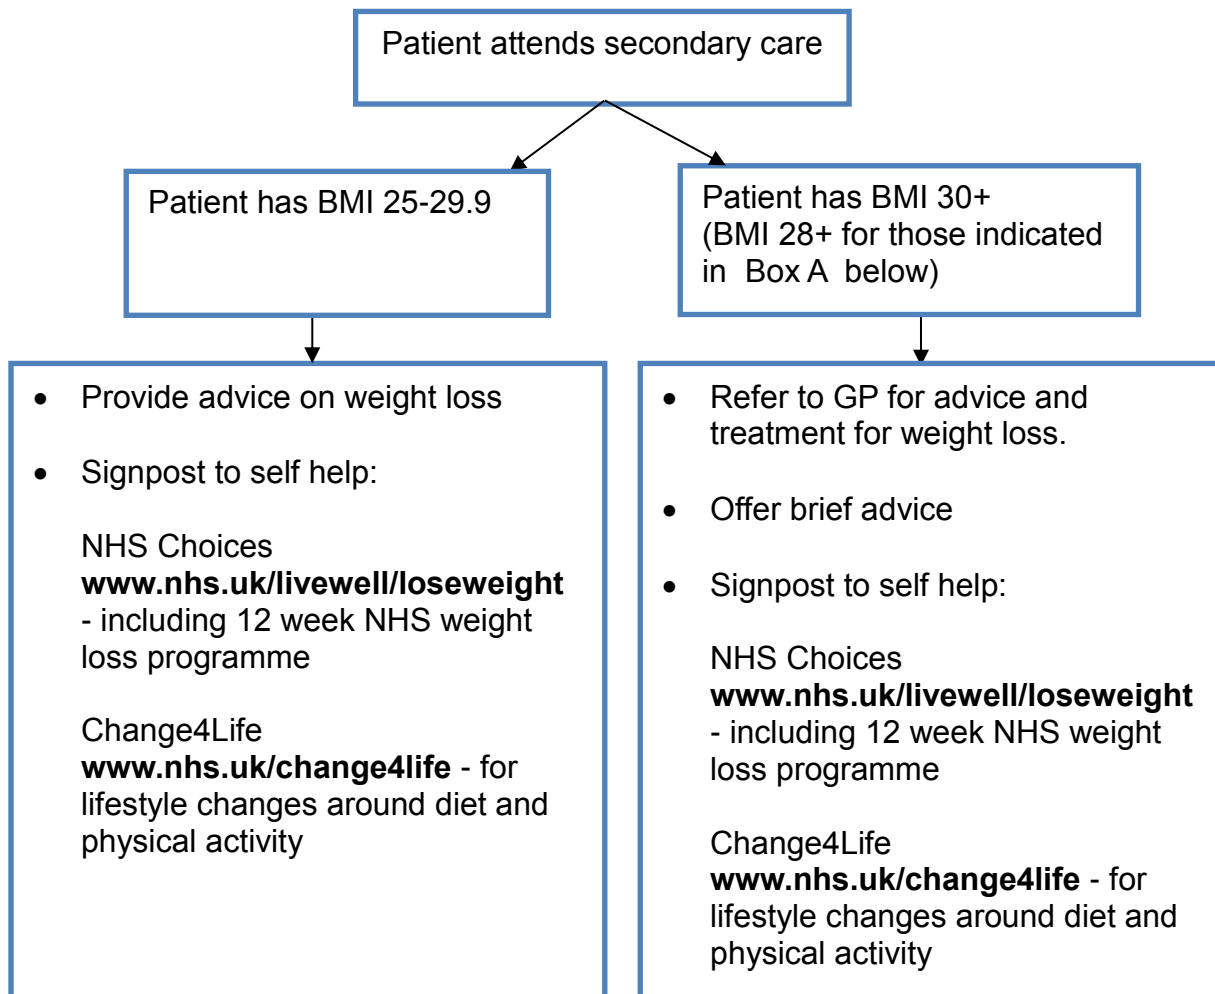 Patient attends secondary care
Patient has BMI 25-29.9
Patient has BMI 30+
(BMI 28+ for those indicated
in Box A below)
• Provide advice on weight loss
• Signpost to self help:
NHS Choices
www.nhs.uk/livewell/loseweight
- including 12 week NHS weight
loss programme
Change4Life
www.nhs.uk/change4life - for
lifestyle changes around diet and
physical activity
• Refer to GP for advice and
treatment for weight loss.
• Offer brief advice
• Signpost to self help:
NHS Choices
www.nhs.uk/livewell/loseweight
- including 12 week NHS weight
loss programme
Change4Life
www.nhs.uk/change4life - for
lifestyle changes around diet and
physical activity